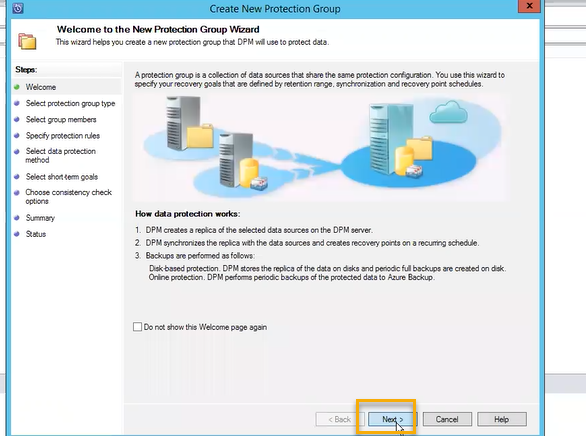 Create New Protection Group
x
Welcome to the New Protection Group Wizard
This wizard helps you create a new protection group that DPM will use to protect data.
Steps:
Welcome
Select protection group type
Select group members
Specify protection rules
Select data protection
method
Select short-term goals
Choose consistency check
options
Summary
Status
A protection group is a collection of data sources that share the same protection configuration. You use this wizard to
specify your recovery goals that are defined by retention range, synchronization and recovery point schedules.
How data protection works:
1. DPM creates a replica of the selected data sources on the DPM server.
2. DPM synchronizes the replica with the data sources and creates recovery points on a recurring schedule.
3. Backups are performed as follows:
Disk-based protection. DPM stores the replica of the data on disks and periodic full backups are created on disk.
Online protection. DPM performs periodic backups of the protected data to Azure Backup.
Do not show this Welcome page again
< Back
Next >
Cancel
Help